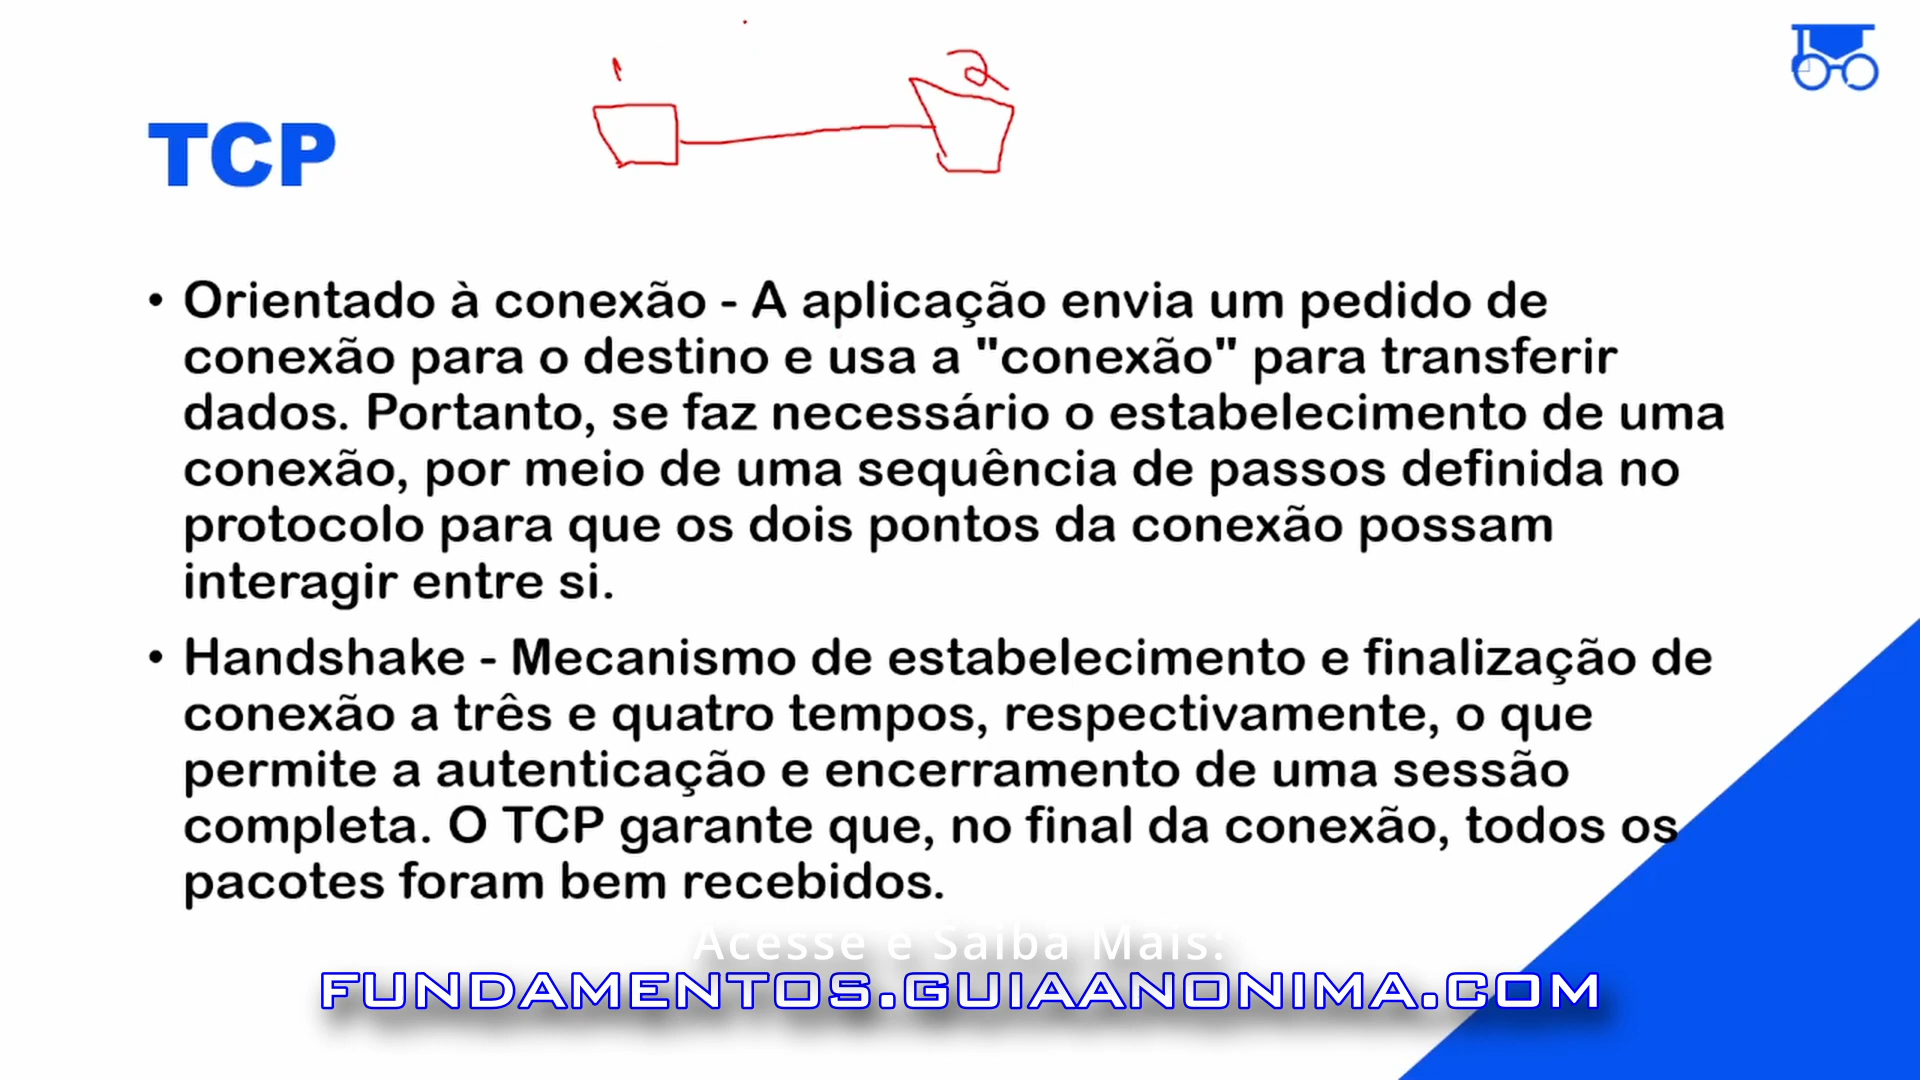 1
2
TCP
• Orientado à conexão - A aplicação envia um pedido de
conexão para o destino e usa a "conexão" para transferir
dados. Portanto, se faz necessário o estabelecimento de uma
conexão, por meio de uma sequência de passos definida no
protocolo para que os dois pontos da conexão possam
interagir entre si.
• Handshake - Mecanismo de estabelecimento e finalização de
conexão a três e quatro tempos, respectivamente, o que
permite a autenticação e encerramento de uma sessão
completa. O TCP garante que, no final da conexão, todos os
pacotes foram bem recebidos.
Acesse e Saiba Mais:
FUNDAMENTOS.GUIAANONIMA.COM